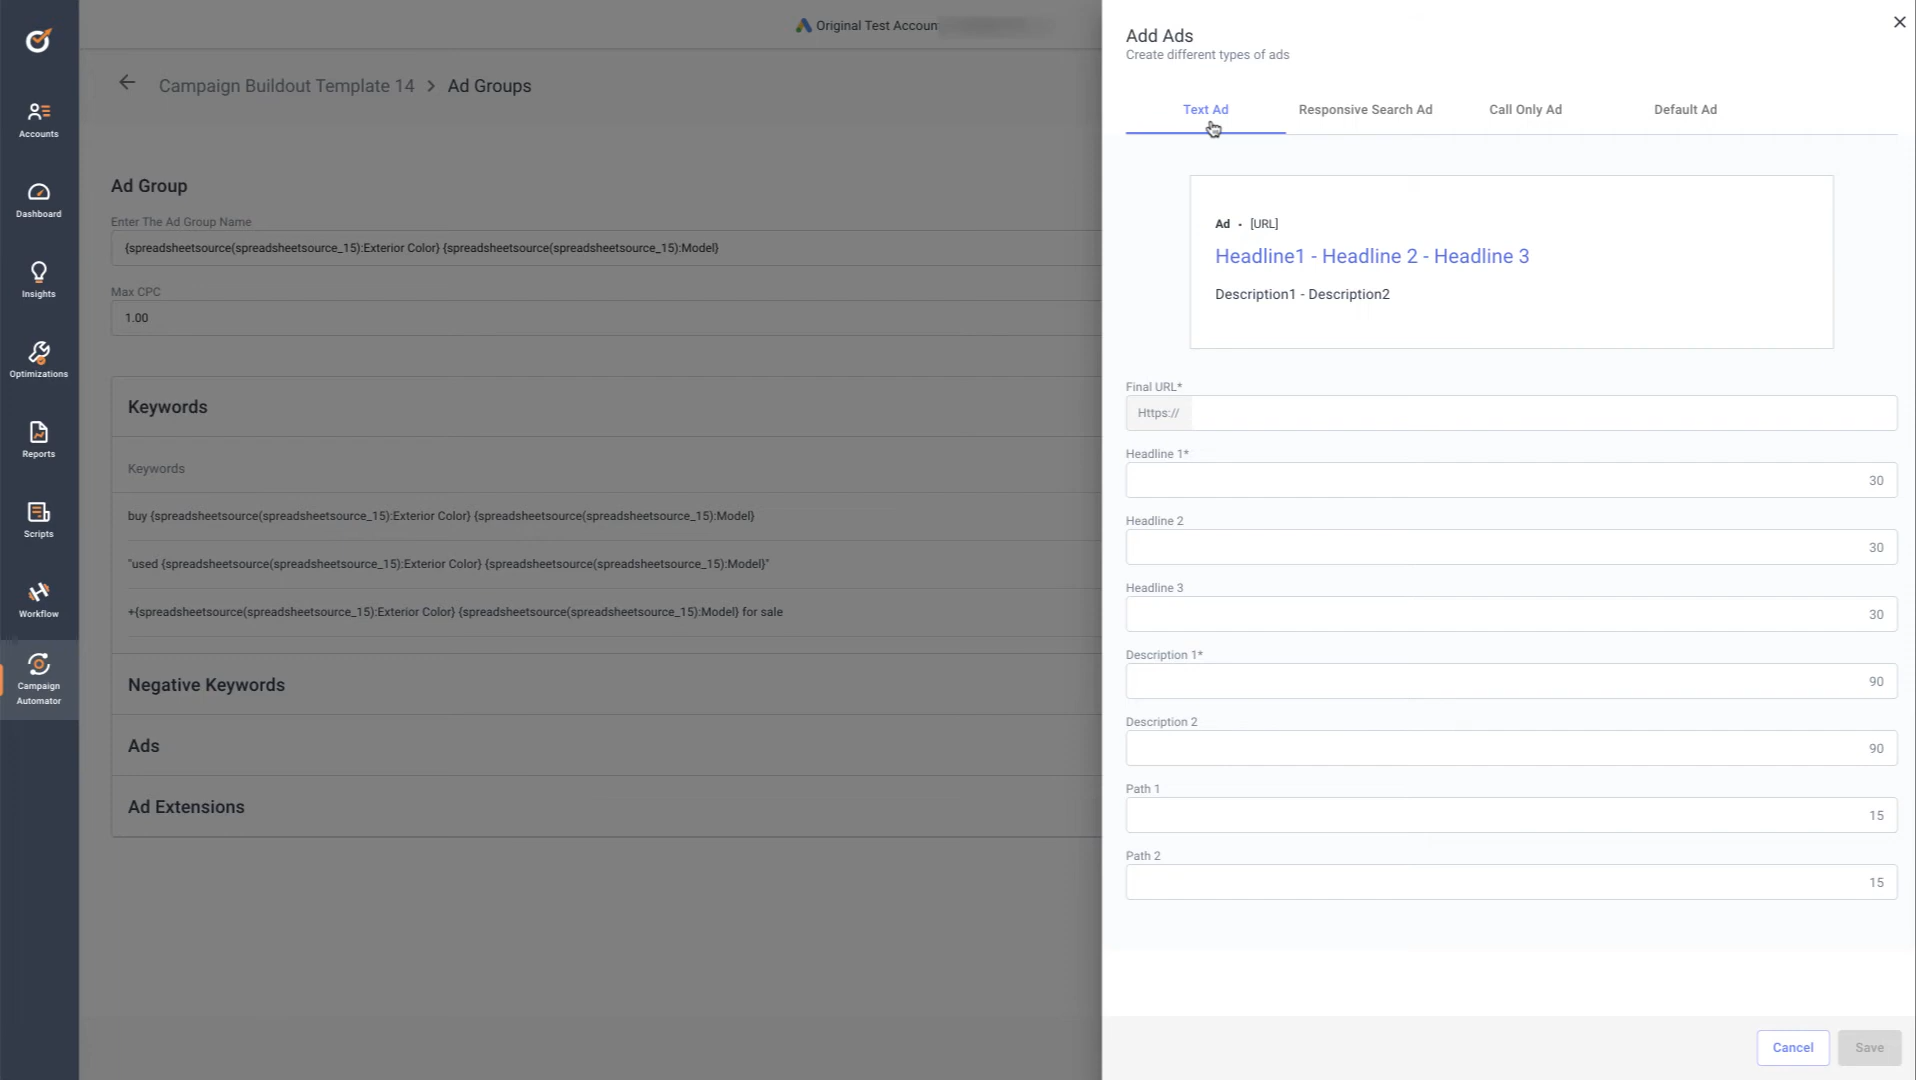 Original Test Accoun
Campaign Buildout Template 14 > Ad Groups
Accounts
Dashboard
Insights
Optimizations
Reports
Scripts
Workflow
Campaign
Automator
Ad Group
Enter The Ad Group Name
{spreadsheetsource(spreadsheetsource_15):Exterior Color} {spreadsheetsource(spreadsheetsource_15):Model}
Max CPC
1.00
Keywords
Keywords
buy {spreadsheetsource(spreadsheetsource_15):Exterior Color} {spreadsheetsource(spreadsheetsource_15):Model}
"used {spreadsheetsource(spreadsheetsource_15):Exterior Color} {spreadsheetsource(spreadsheetsource_15):Model}"
+{spreadsheetsource(spreadsheetsource_15):Exterior Color} {spreadsheetsource(spreadsheetsource_15):Model} for sale
Negative Keywords
Ads
Ad Extensions
Add Ads
Create different types of ads
Text Ad Responsive Search Ad Call Only Ad Default Ad
Ad · [URL]
Headline1 - Headline 2 - Headline 3
Description1 - Description2
Final URL*
Https://
Headline 1*
30
Headline 2
30
Headline 3
30
Description 1*
90
Description 2
90
Path 1
15
Path 2
15
Cancel Save